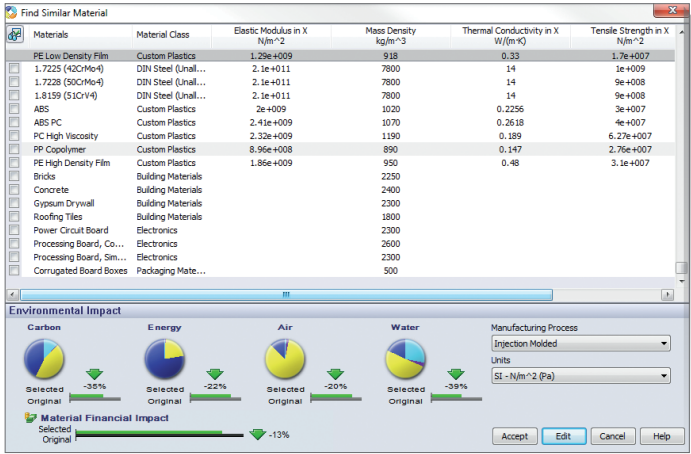 Find Similar Material
Materials Material Class Elastic Modulus in X N/m^2 Mass Density kg/m^3 Thermal Conductivity in X W/(m·K) Tensile Strength in X N/m^2
PE Low Density Film Custom Plastics 1.29e+009 918 0.33 1.7e+007
1.7225 (42CrMo4) DIN Steel (Unall... 2.1e+011 7800 14 1e+009
1.7228 (50CrMo4) DIN Steel (Unall... 2.1e+011 7800 14 9e+008
1.8159 (51CrV4) DIN Steel (Unall... 2.1e+011 7800 14 9e+008
ABS Custom Plastics 2e+009 1020 0.2256 3e+007
ABS PC Custom Plastics 2.41e+009 1070 0.2618 4e+007
PC High Viscosity Custom Plastics 2.32e+009 1190 0.189 6.27e+007
PP Copolymer Custom Plastics 8.96e+008 890 0.147 2.76e+007
PE High Density Film Custom Plastics 1.86e+009 950 0.48 3.1e+007
Bricks Building Materials 2250
Concrete Building Materials 2400
Gypsum Drywall Building Materials 2300
Roofing Tiles Building Materials 1800
Power Circuit Board Electronics 2300
Processing Board, Co... Electronics 2600
Processing Board, Sim... Electronics 2300
Corrugated Board Boxes Packaging Mate... 500
Environmental Impact
Carbon Energy Air Water
Manufacturing Process
Injection Molded
Units
SI - N/m^2 (Pa)
Selected -35% Selected -22% Selected -20% Selected -39%
Original Original Original Original
Material Financial Impact
Selected
Original -13%
Accept Edit Cancel Help